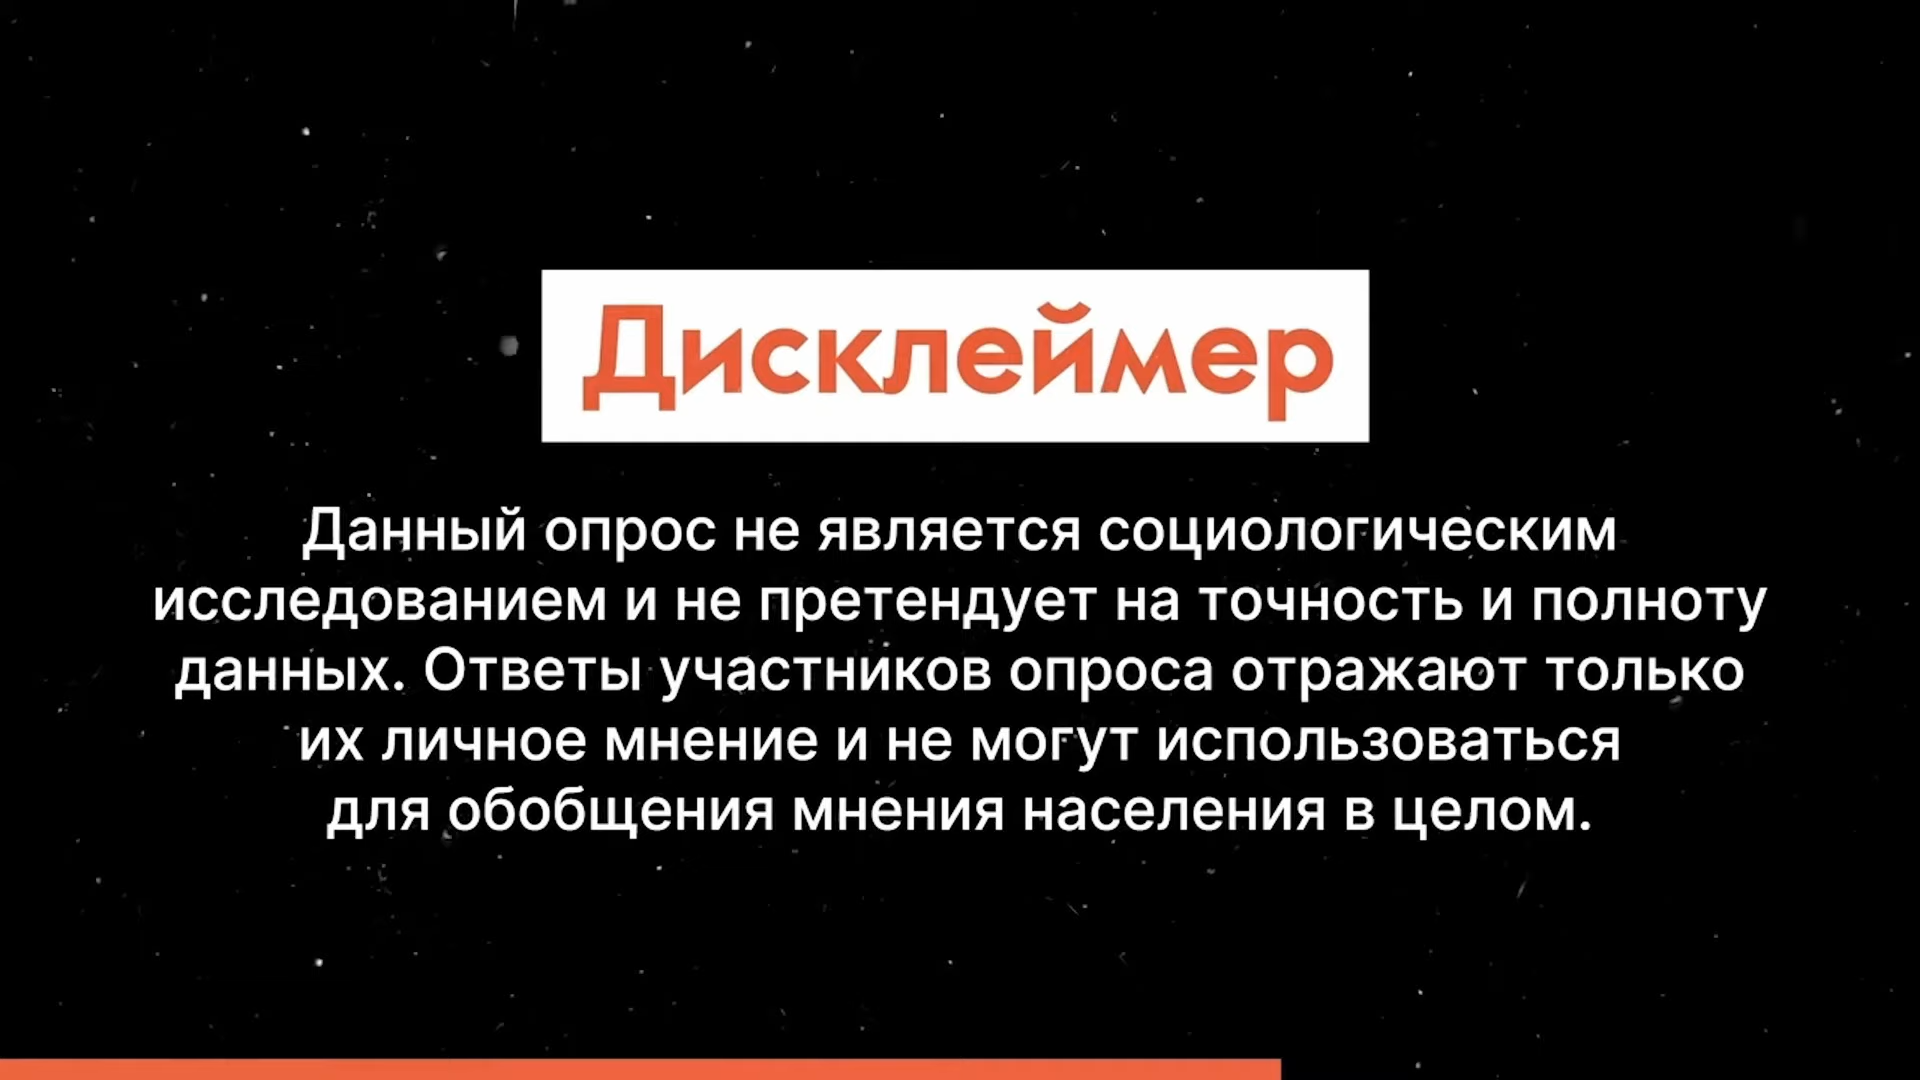 Дисклеймер
Данный опрос не является социологическим
исследованием и не претендует на точность и полноту
данных. Ответы участников опроса отражают только
их личное мнение и не могут использоваться
для обобщения мнения населения в целом.